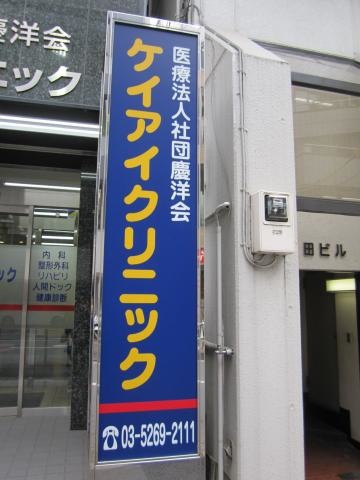 慶洋会
ニック
医療法人社団慶洋会
ケイアイクリニック
☎03-5269-2111
ック
内科
整形外科
リハビリ
人間ドック
健康診断
田ビル